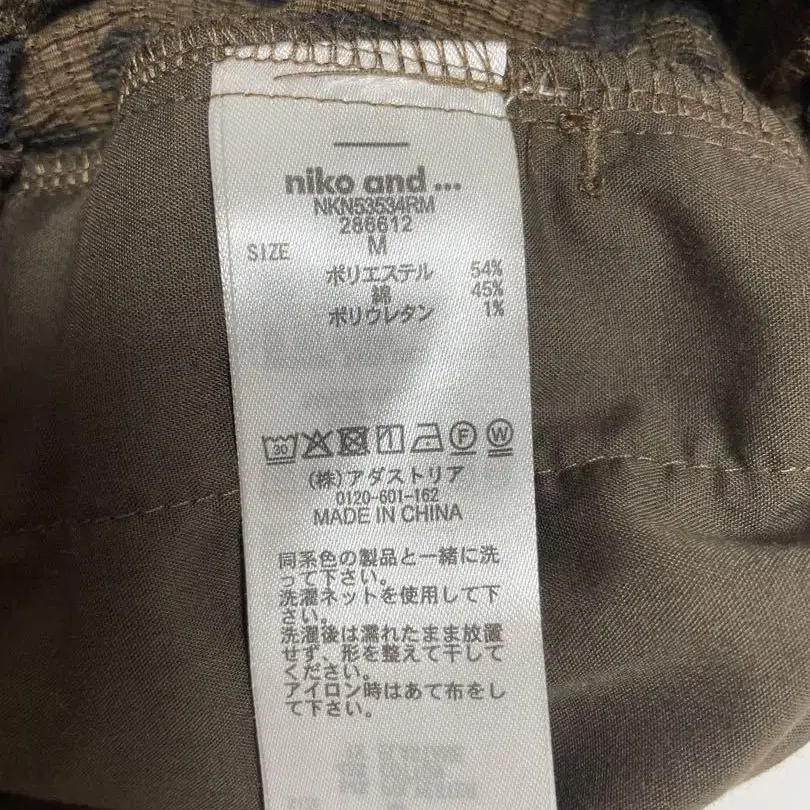 niko and ...
NKN53534RM
286612
SIZE M
ポリエステル 54%
綿 45%
ポリウレタン 1%
30
F W
(株)アダストリア
0120-601-162
MADE IN CHINA
同系色の製品と一緒に洗
って下さい。
洗濯ネットを使用して下
さい。
洗濯後は濡れたまま放置
せず、形を整えて干して
ください。
アイロン時はあて布をし
て下さい。